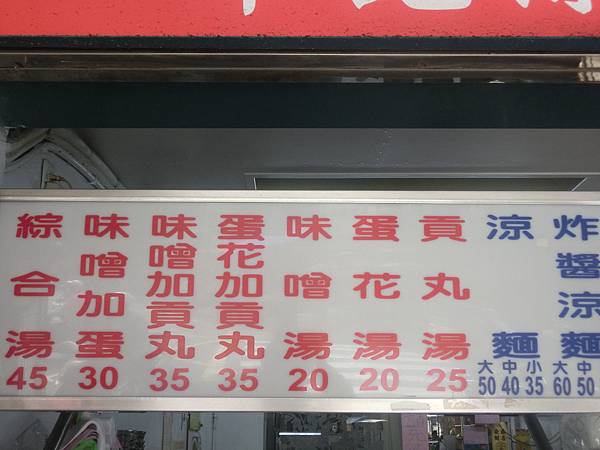 炸醬涼麵 大60 中50
涼麵 大50 中40 小35
貢丸湯 25
蛋花湯 20
味噌湯 20
蛋花加貢丸 35
味噌加貢丸 35
味噌加蛋 30
綜合湯 45